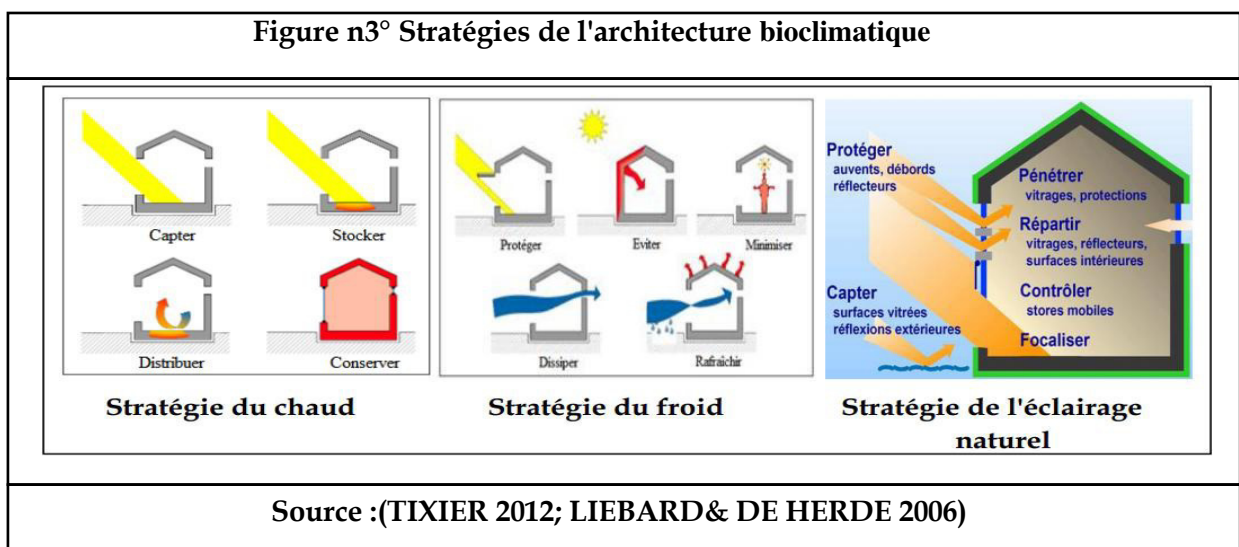 Figure n3° Stratégies de l'architecture bioclimatique
Capter
Stocker
Distribuer
Conserver
Stratégie du chaud
Protéger
Eviter
Minimiser
Dissiper
Rafraîchir
Stratégie du froid
Protéger
auvents, débords
réflecteurs
Capter
surfaces vitrées
réflexions extérieures
Pénétrer
vitrages, protections
Répartir
vitrages, réflecteurs,
surfaces intérieures
Contrôler
stores mobiles
Focaliser
Stratégie de l'éclairage
naturel
Source :(TIXIER 2012; LIEBARD& DE HERDE 2006)